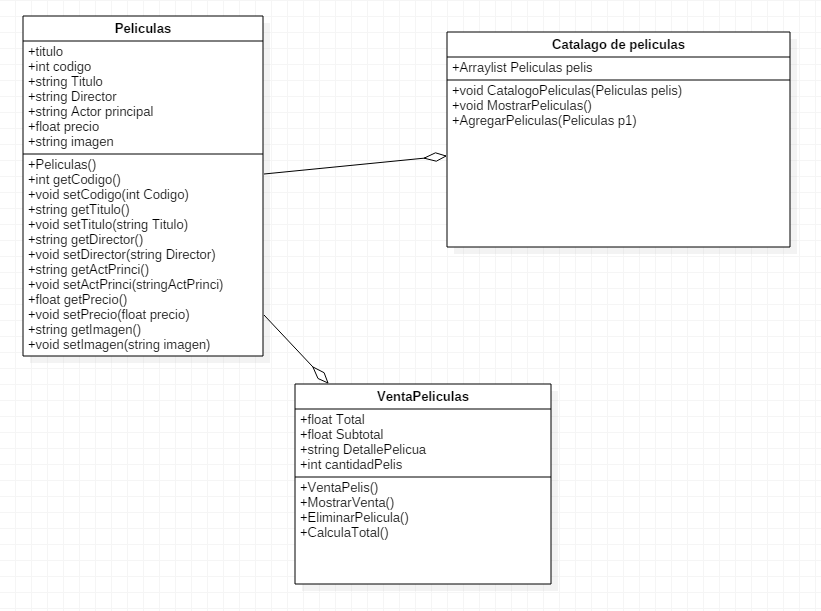 Peliculas
+titulo
+int codigo
+string Titulo
+string Director
+string Actor principal
+float precio
+string imagen
+Peliculas()
+int getCodigo()
+void setCodigo(int Codigo)
+string getTitulo()
+void setTitulo(string Titulo)
+string getDirector()
+void setDirector(string Director)
+string getActPrinci()
+void setActPrinci(stringActPrinci)
+float getPrecio()
+void setPrecio(float precio)
+string getImagen()
+void setImagen(string imagen)
Catalago de peliculas
+Arraylist Peliculas pelis
+void CatalogoPeliculas(Peliculas pelis)
+void MostrarPeliculas()
+AgregarPeliculas(Peliculas p1)
VentaPeliculas
+float Total
+float Subtotal
+string DetallePelicua
+int cantidadPelis
+VentaPelis()
+MostrarVenta()
+EliminarPelicula()
+CalculaTotal()